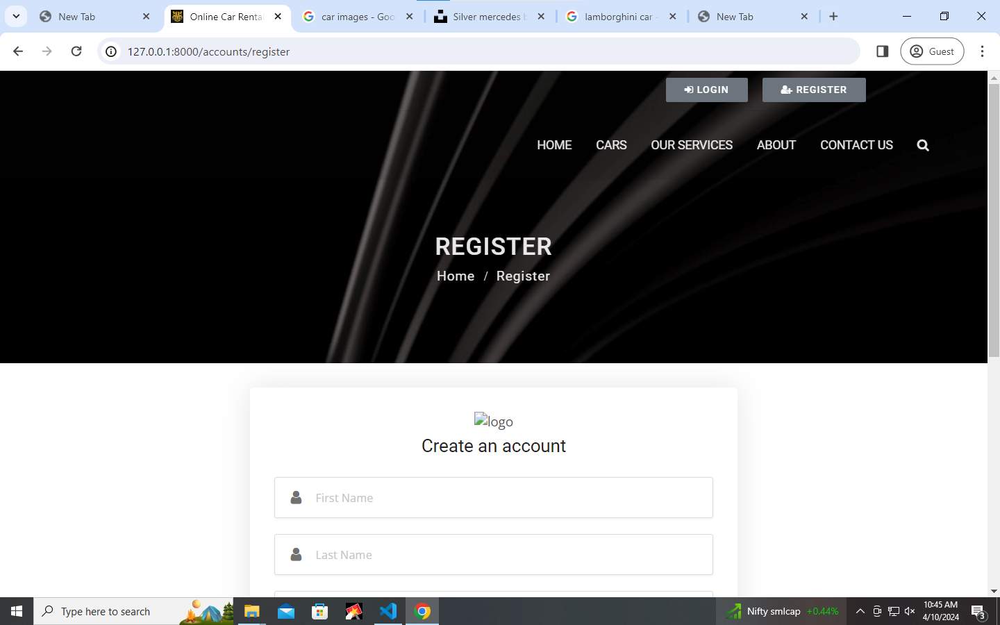 New Tab
Online Car Renta
car images - Goo
Silver mercedes b
lamborghini car -
New Tab
127.0.0.1:8000/accounts/register
Guest
LOGIN
REGISTER
HOME
CARS
OUR SERVICES
ABOUT
CONTACT US
REGISTER
Home / Register
logo
Create an account
First Name
Last Name
Type here to search
Nifty smlcap +0.44%
10:45 AM
4/10/2024
3